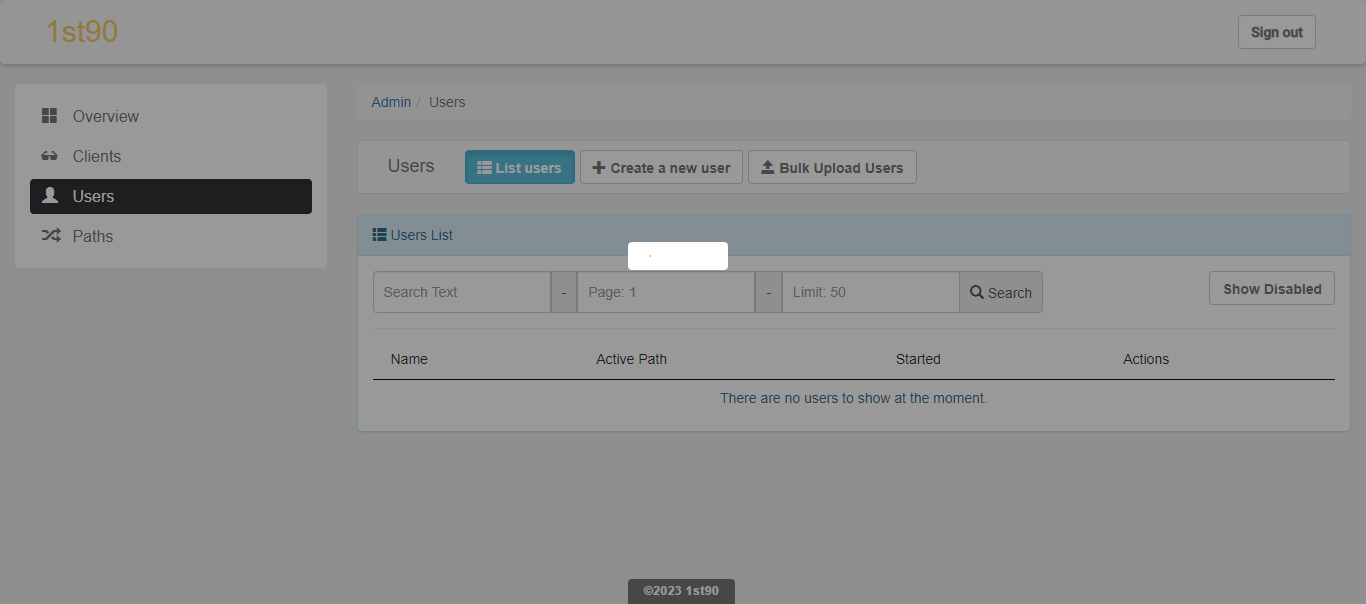 1st90
Sign out
Overview
Clients
Users
Paths
Admin / Users
Users
List users
Create a new user
Bulk Upload Users
Users List
Search Text - Page: 1 - Limit: 50 Search
Show Disabled
Name Active Path Started Actions
There are no users to show at the moment.
©2023 1st90